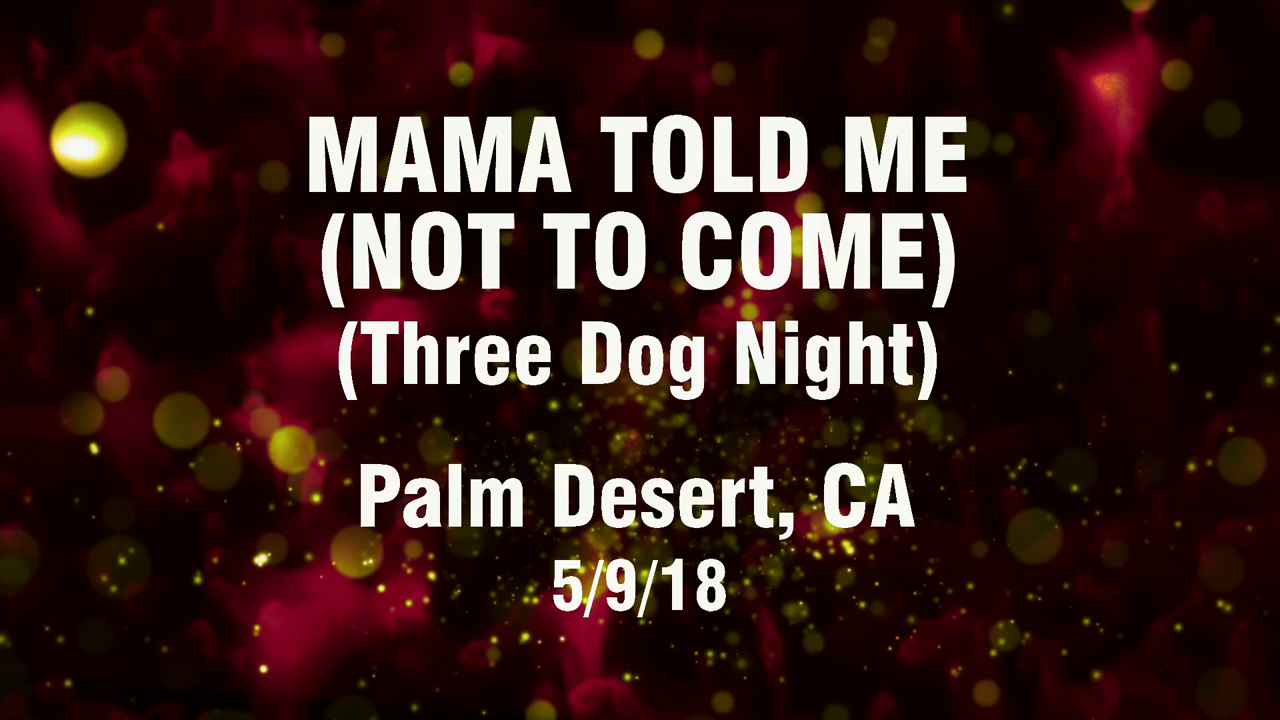 MAMA TOLD ME
(NOT TO COME)
(Three Dog Night)
Palm Desert, CA
5/9/18